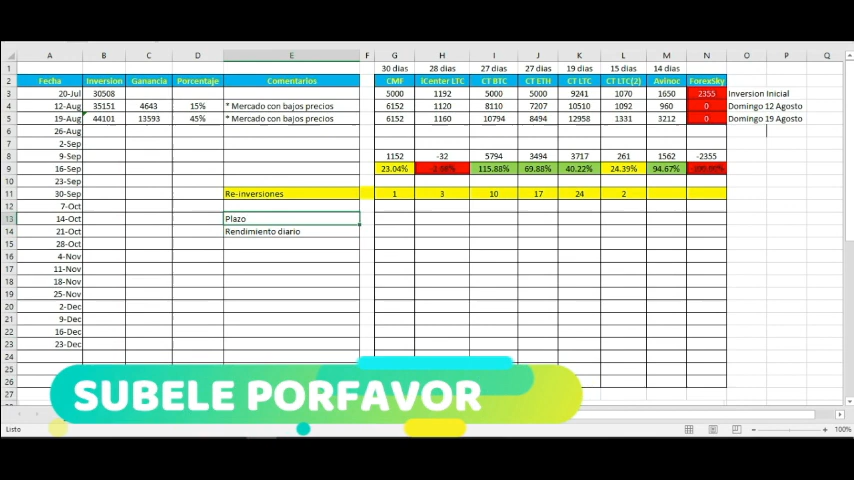 A B C D E F G H I J K L M N O P Q
1 30 dias 28 dias 27 dias 27 dias 19 dias 15 dias 14 dias
2 Fecha Inversion Ganancia Porcentaje Comentarios CMF iCenter LTC CT BTC CT ETH CT LTC CT LTC(2) Avinoc ForexSky
3 20-Jul 30508 5000 1192 5000 5000 9241 1070 1650 2355 Inversion Inicial
4 12-Aug 35151 4643 15% * Mercado con bajos precios 6152 1120 8110 7207 10510 1092 960 0 Domingo 12 Agosto
5 19-Aug 44101 13593 45% * Mercado con bajos precios 6152 1160 10794 8494 12958 1331 3212 0 Domingo 19 Agosto
6 26-Aug
7 2-Sep
8 9-Sep 1152 -32 5794 3494 3717 261 1562 -2355
9 16-Sep 23.04% 115.88% 69.88% 40.22% 24.39% 94.67%
10 23-Sep
11 30-Sep Re-inversiones 1 3 10 17 24 2
12 7-Oct
13 14-Oct Plazo
14 21-Oct Rendimiento diario
15 28-Oct
16 4-Nov
17 11-Nov
18 18-Nov
19 25-Nov
20 2-Dec
21 9-Dec
22 16-Dec
23 23-Dec
24
25
26
27
SUBELE PORFAVOR
Listo 100%